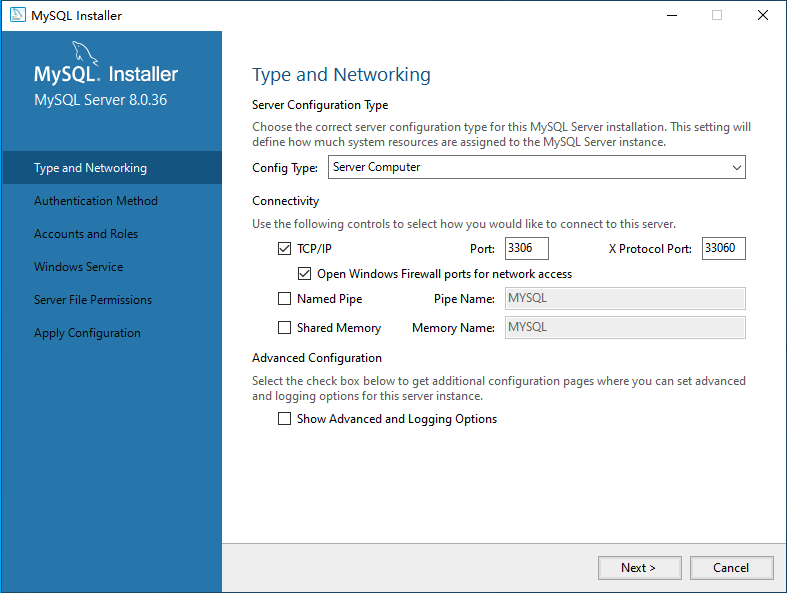 MySQL Installer
MySQL® Installer
MySQL Server 8.0.36
Type and Networking
Authentication Method
Accounts and Roles
Windows Service
Server File Permissions
Apply Configuration
Type and Networking
Server Configuration Type
Choose the correct server configuration type for this MySQL Server installation. This setting will
define how much system resources are assigned to the MySQL Server instance.
Config Type: Server Computer
Connectivity
Use the following controls to select how you would like to connect to this server.
TCP/IP Port: 3306 X Protocol Port: 33060
Open Windows Firewall ports for network access
Named Pipe Pipe Name: MYSQL
Shared Memory Memory Name: MYSQL
Advanced Configuration
Select the check box below to get additional configuration pages where you can set advanced
and logging options for this server instance.
Show Advanced and Logging Options
Next > Cancel